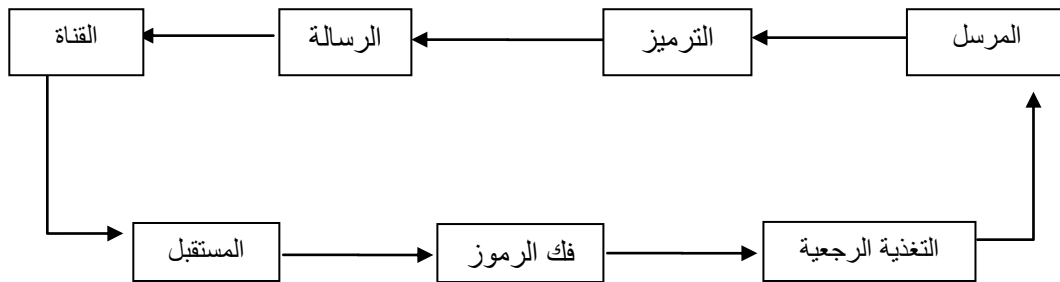 المرسل
الترميز
الرسالة
القناة
المستقبل
فك الرموز
التغذية الرجعية